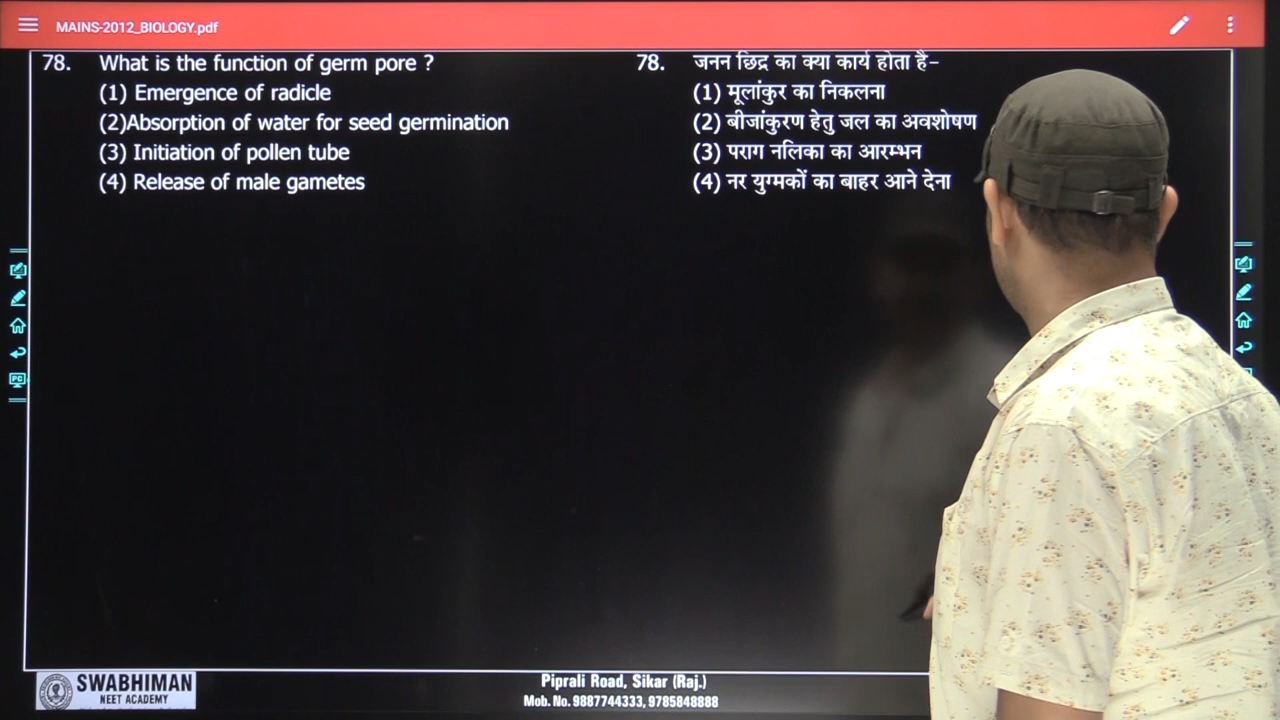 MAINS-2012_BIOLOGY.pdf
78. What is the function of germ pore ?
(1) Emergence of radicle
(2)Absorption of water for seed germination
(3) Initiation of pollen tube
(4) Release of male gametes
78. जनन छिद्र का क्या कार्य होता है–
(1) मूलांकुर का निकलना
(2) बीजांकुरण हेतु जल का अवशोषण
(3) पराग नलिका का आरम्भन
(4) नर युग्मकों का बाहर आने देना
PC
SWABHIMAN
NEET ACADEMY
Piprali Road, Sikar (Raj.)
Mob. No. 9887744333, 9785848888